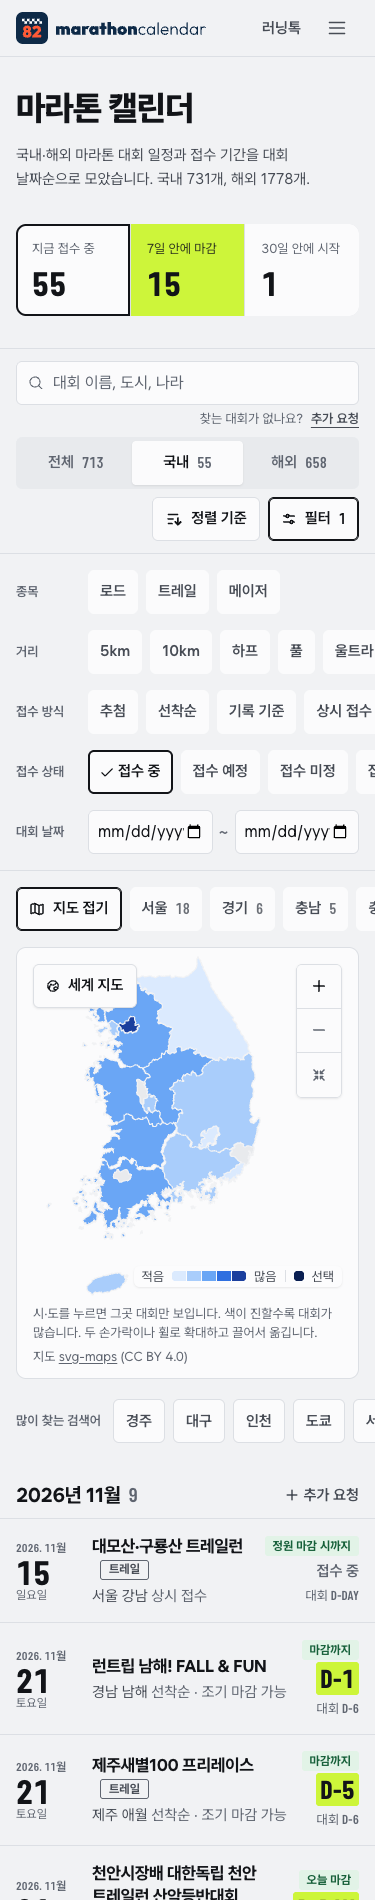 82 marathoncalendar 러닝톡
마라톤 캘린더
국내·해외 마라톤 대회 일정과 접수 기간을 대회
날짜순으로 모았습니다. 국내 731개, 해외 1778개.
지금 접수 중 7일 안에 마감 30일 안에 시작
55 15 1
대회 이름, 도시, 나라
찾는 대회가 없나요? 추가 요청
전체 713 국내 55 해외 658
정렬 기준 필터 1
종목 로드 트레일 메이저
거리 5km 10km 하프 풀 울트라
접수 방식 추첨 선착순 기록 기준 상시 접수
접수 상태 접수 중 접수 예정 접수 미정
대회 날짜 mm/dd/yyy ~ mm/dd/yyy
지도 접기 서울 18 경기 6 충남 5
세계 지도
적음 많음 선택
시·도를 누르면 그곳 대회만 보입니다. 색이 진할수록 대회가
많습니다. 두 손가락이나 휠로 확대하고 끌어서 옮깁니다.
지도 svg-maps (CC BY 4.0)
많이 찾는 검색어 경주 대구 인천 도쿄
2026년 11월 9 + 추가 요청
2026. 11월
15
일요일
대모산·구룡산 트레일런
트레일
서울 강남 상시 접수
정원 마감 시까지
접수 중
대회 D-DAY
2026. 11월
21
토요일
런트립 남해! FALL & FUN
경남 남해 선착순 · 조기 마감 가능
마감까지
D-1
대회 D-6
2026. 11월
21
토요일
제주새별100 프리레이스
트레일
제주 애월 선착순 · 조기 마감 가능
마감까지
D-5
대회 D-6
2026. 11월
천안시장배 대한독립 천안
트레일런 산악등반대회
오늘 마감